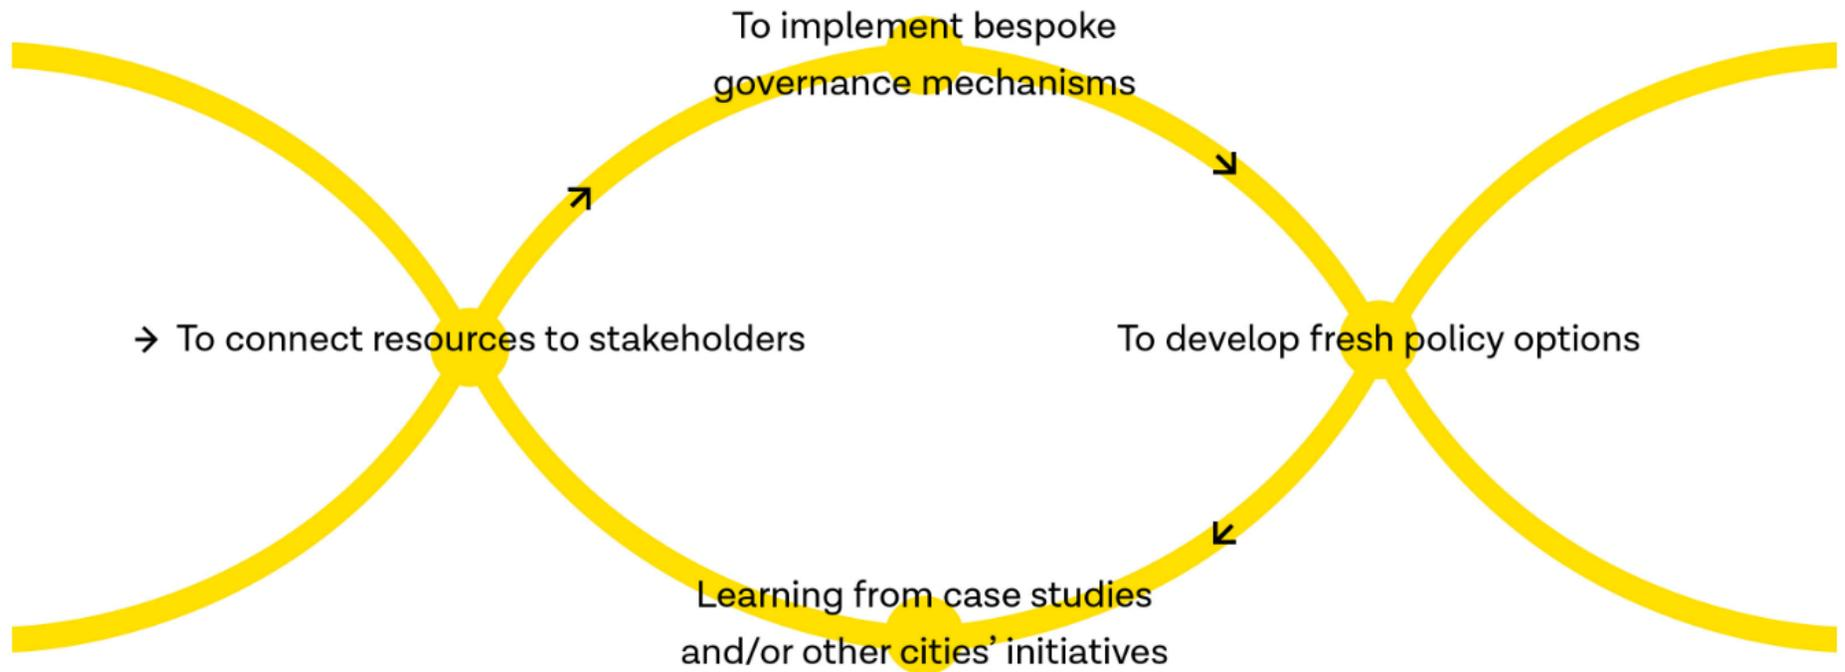 To implement bespoke
governance mechanisms
→ To connect resources to stakeholders
To develop fresh policy options
Learning from case studies
and/or other cities’ initiatives